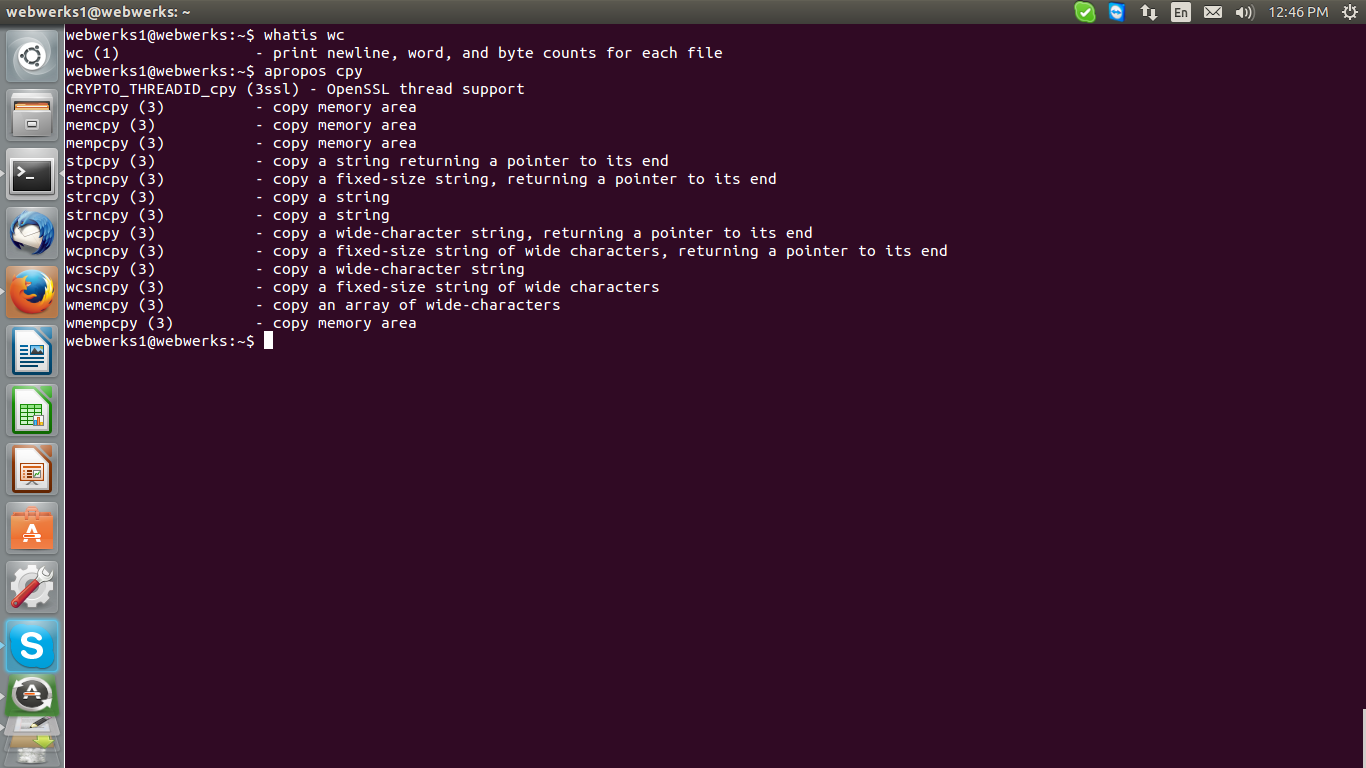 webwerks1@webwerks: ~
En
12:46 PM
webwerks1@webwerks:~$ whatis wc
wc (1)               - print newline, word, and byte counts for each file
webwerks1@webwerks:~$ apropos cpy
CRYPTO_THREADID_cpy (3ssl) - OpenSSL thread support
memccpy (3)          - copy memory area
memcpy (3)           - copy memory area
mempcpy (3)          - copy memory area
stpcpy (3)           - copy a string returning a pointer to its end
stpncpy (3)          - copy a fixed-size string, returning a pointer to its end
strcpy (3)           - copy a string
strncpy (3)          - copy a string
wcpcpy (3)           - copy a wide-character string, returning a pointer to its end
wcpncpy (3)          - copy a fixed-size string of wide characters, returning a pointer to its end
wcscpy (3)           - copy a wide-character string
wcsncpy (3)          - copy a fixed-size string of wide characters
wmemcpy (3)          - copy an array of wide-characters
wmempcpy (3)         - copy memory area
webwerks1@webwerks:~$